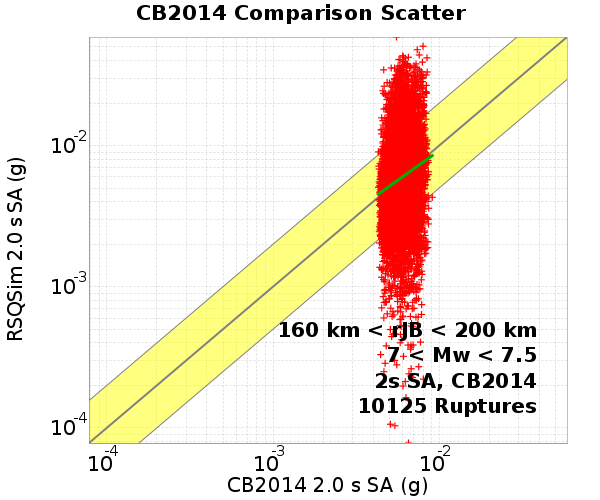 CB2014 Comparison Scatter
RSQSim 2.0 s SA (g)
10-2
10-3
10-4
160 km < rJB < 200 km
7 < Mw < 7.5
2s SA, CB2014
10125 Ruptures
10-4 10-3 10-2
CB2014 2.0 s SA (g)